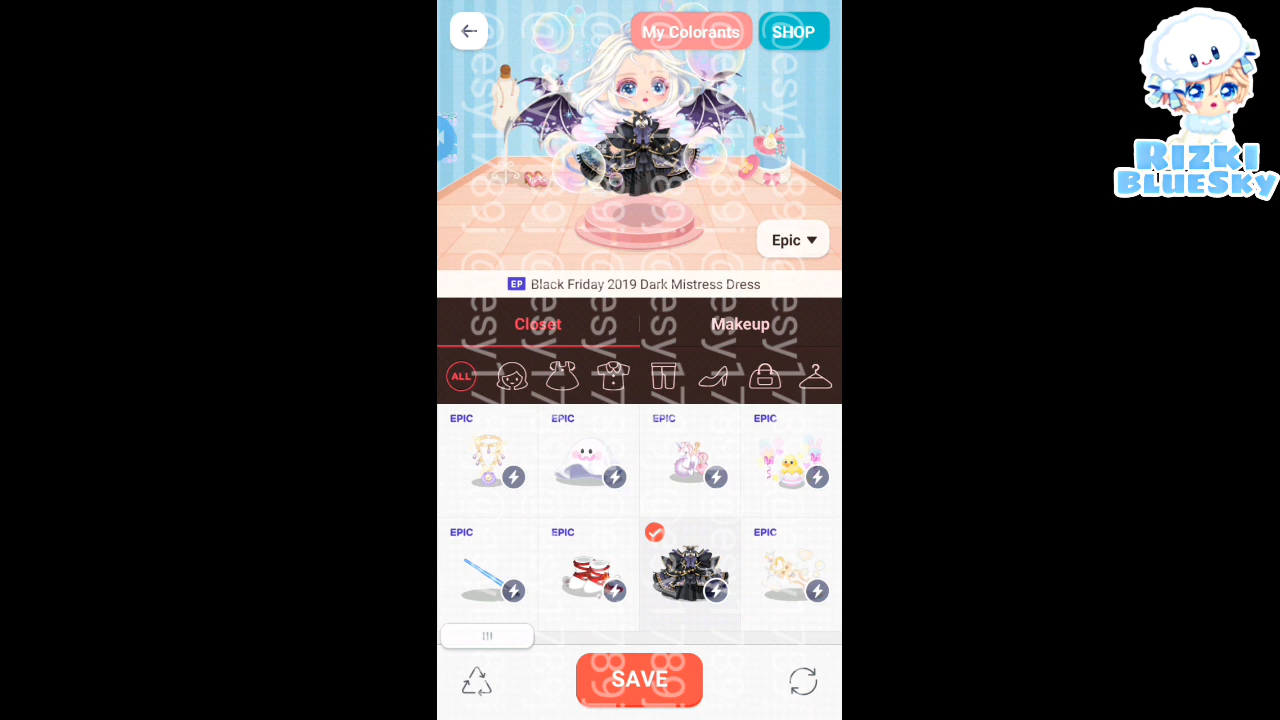 My Colorants
SHOP
Rizki
BlueSky
Epic
EP Black Friday 2019 Dark Mistress Dress
Closet
Makeup
ALL
EPIC
EPIC
EPIC
EPIC
EPIC
EPIC
EPIC
SAVE